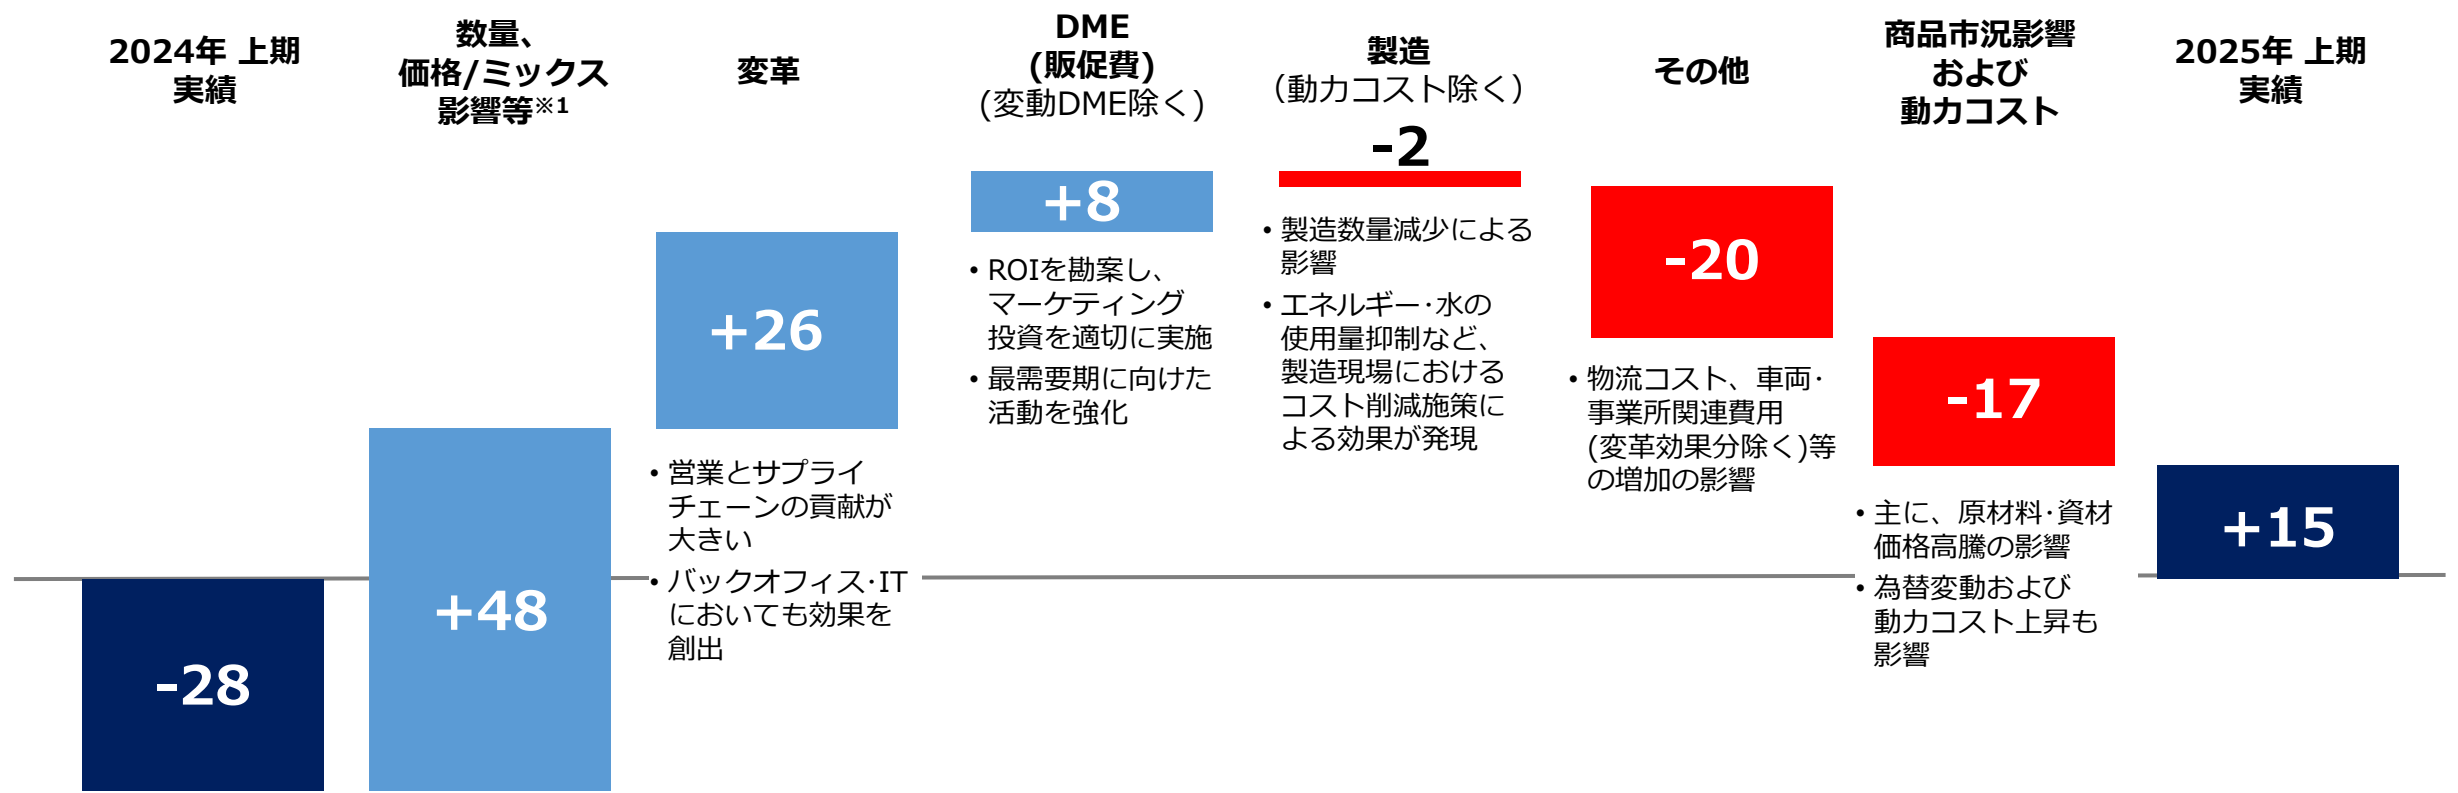 2024年 上期
実績
-28
数量、
価格/ミックス
影響等※1
+48
変革
+26
• 営業とサプライ
チェーンの貢献が
大きい
• バックオフィス･IT
においても効果を
創出
DME
(販促費)
(変動DME除く)
+8
• ROIを勘案し、
マーケティング
投資を適切に実施
• 最需要期に向けた
活動を強化
製造
（動力コスト除く）
-2
• 製造数量減少による
影響
• エネルギー･水の
使用量抑制など、
製造現場における
コスト削減施策に
よる効果が発現
その他
-20
• 物流コスト、車両･
事業所関連費用
(変革効果分除く)等
の増加の影響
商品市況影響
および
動力コスト
-17
• 主に、原材料･資材
価格高騰の影響
• 為替変動および
動力コスト上昇も
影響
2025年 上期
実績
+15